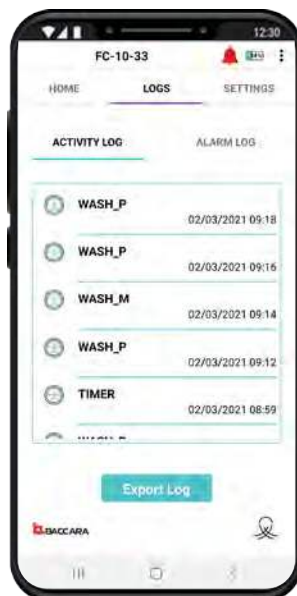 12:30
FC-10-33
HOME LOGS SETTINGS
ACTIVITY LOG ALARM LOG
WASH_P
02/03/2021 09:18
WASH_P
02/03/2021 09:16
WASH_M
02/03/2021 09:14
WASH_P
02/03/2021 09:12
TIMER
02/03/2021 08:59
Export Log
BACCARA